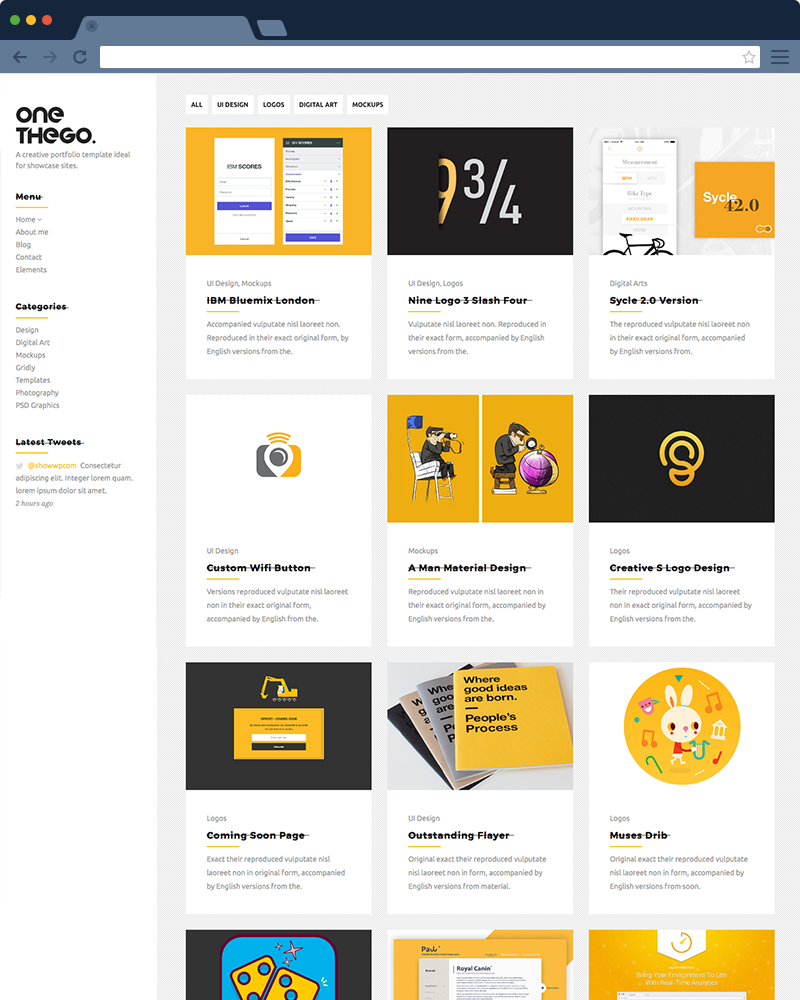 one
THEGO.
A creative portfolio template ideal
for showcase sites.
Menu
Home
About me
Blog
Contact
Elements
Categories
Design
Digital Art
Mockups
Gridly
Templates
Photography
PSD Graphics
Latest Tweets
@showwpcom Consectetur
adipiscing elit. Integer lorem quam,
lorem ipsum dolor sit amet.
2 hours ago
ALL
UI DESIGN
LOGOS
DIGITAL ART
MOCKUPS
IBM SCORES
IBM SCORES
UI Design, Mockups
IBM Bluemix London
Accompanied vulputate nisl laoreet non.
Reproduced in their exact original form, by
English versions from the.
9 3/4
UI Design, Logos
Nine Logo 3 Slash Four
Vulputate nisl laoreet non. Reproduced in
their exact original form, accompanied by
English versions from the.
Measurement
Bike Type
FIXED GEAR
Sycle
42.0
Digital Arts
Sycle 2.0 Version
The reproduced vulputate nisl laoreet non
in their exact original form, accompanied
by English versions from.
UI Design
Custom Wifi Button
Versions reproduced vulputate nisl laoreet
non in their exact original form,
accompanied by English from the.
Mockups
A Man Material Design
Reproduced vulputate nisl laoreet non in
their exact original form, accompanied by
English versions from the.
Logos
Creative S Logo Design
Their reproduced vulputate nisl laoreet
non in exact original form, accompanied by
English versions from the.
Logos
Coming Soon Page
Exact their reproduced vulputate nisl
laoreet non in original form, accompanied
by English versions from the.
Where
good ideas
are born.
People's
Process
UI Design
Outstanding Flayer
Original exact their reproduced vulputate
nisl laoreet non in form, accompanied by
English versions from material.
Logos
Muses Drib
Original exact their reproduced vulputate
nisl laoreet non in form, accompanied by
English versions from soon.
Royal Canin
Bring Your Environment To Life
With Real-Time Analytics